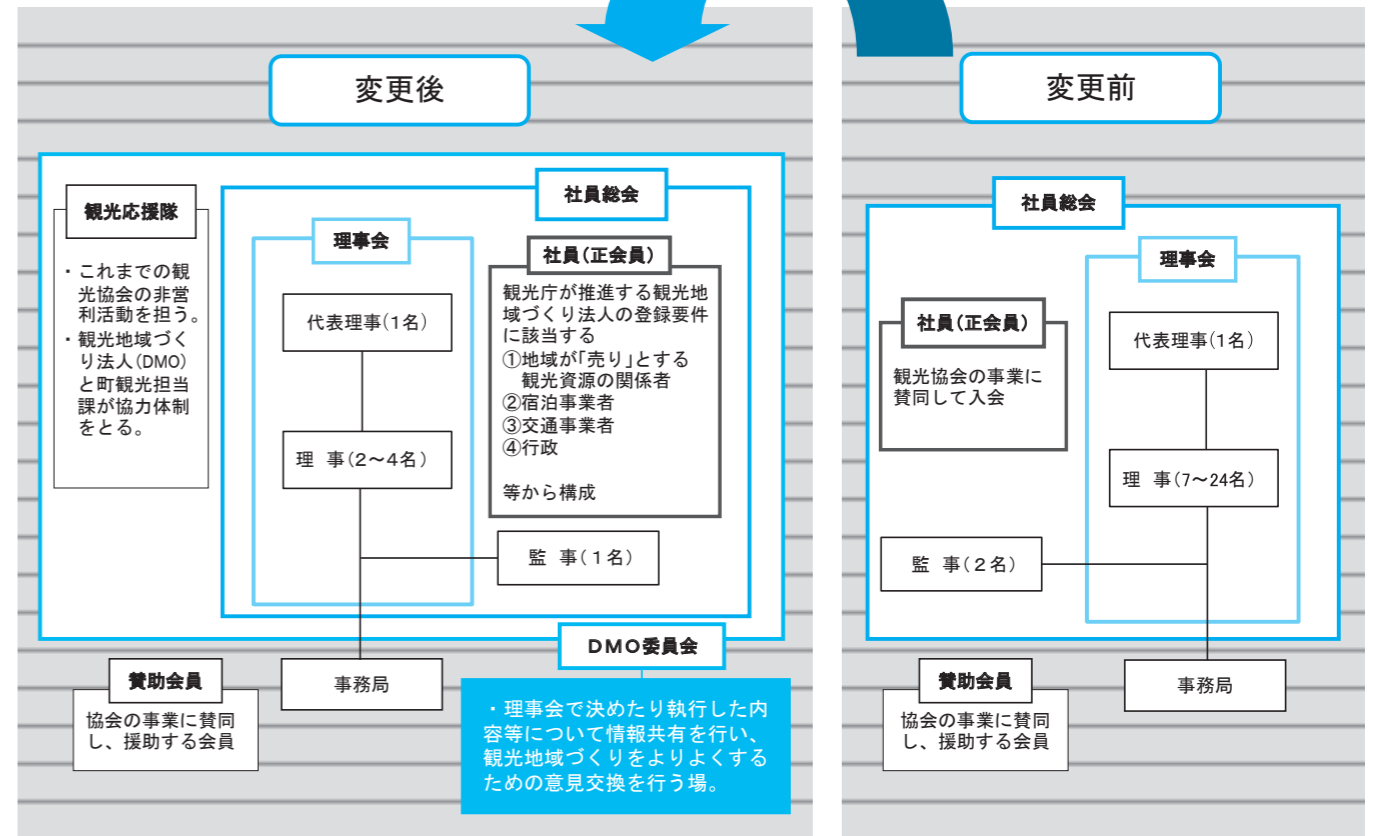 変更後
観光応援隊
・これまでの観
光協会の非営
利活動を担う。
・観光地域づく
り法人(DMO)
と町観光担当
課が協力体制
をとる。
社員総会
理事会
代表理事(1名)
理 事(2～4名)
社員(正会員)
観光庁が推進する観光地
域づくり法人の登録要件
に該当する
①地域が「売り」とする
観光資源の関係者
②宿泊事業者
③交通事業者
④行政
等から構成
監 事(1名)
DMO委員会
・理事会で決めたり執行した内
容等について情報共有を行い、
観光地域づくりをよりよくする
ための意見交換を行う場。
賛助会員
協会の事業に賛同
し、援助する会員
事務局
変更前
社員総会
理事会
社員(正会員)
観光協会の事業に
賛同して入会
代表理事(1名)
理 事(7～24名)
監 事(2名)
賛助会員
協会の事業に賛同
し、援助する会員
事務局